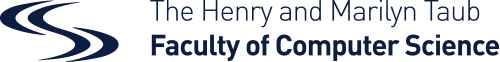 The Henry and Marilyn Taub
Faculty of Computer Science